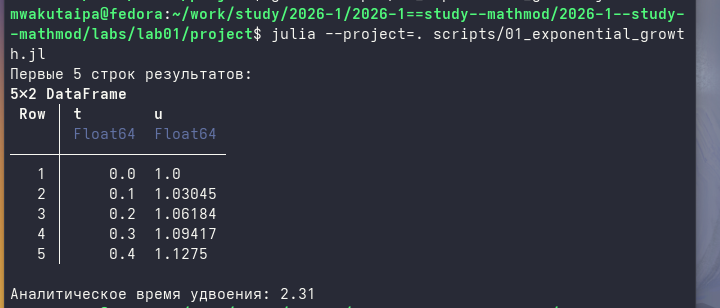 mwakutaipa@fedora:~/work/study/2026-1/2026-1==study--mathmod/2026-1--study-
-mathmod/labs/lab01/project$ julia --project=. scripts/01_exponential_growt
h.jl
Первые 5 строк результатов:
5×2 DataFrame
Row │ t u
│ Float64 Float64
1 │ 0.0 1.0
2 │ 0.1 1.03045
3 │ 0.2 1.06184
4 │ 0.3 1.09417
5 │ 0.4 1.1275
Аналитическое время удвоения: 2.31